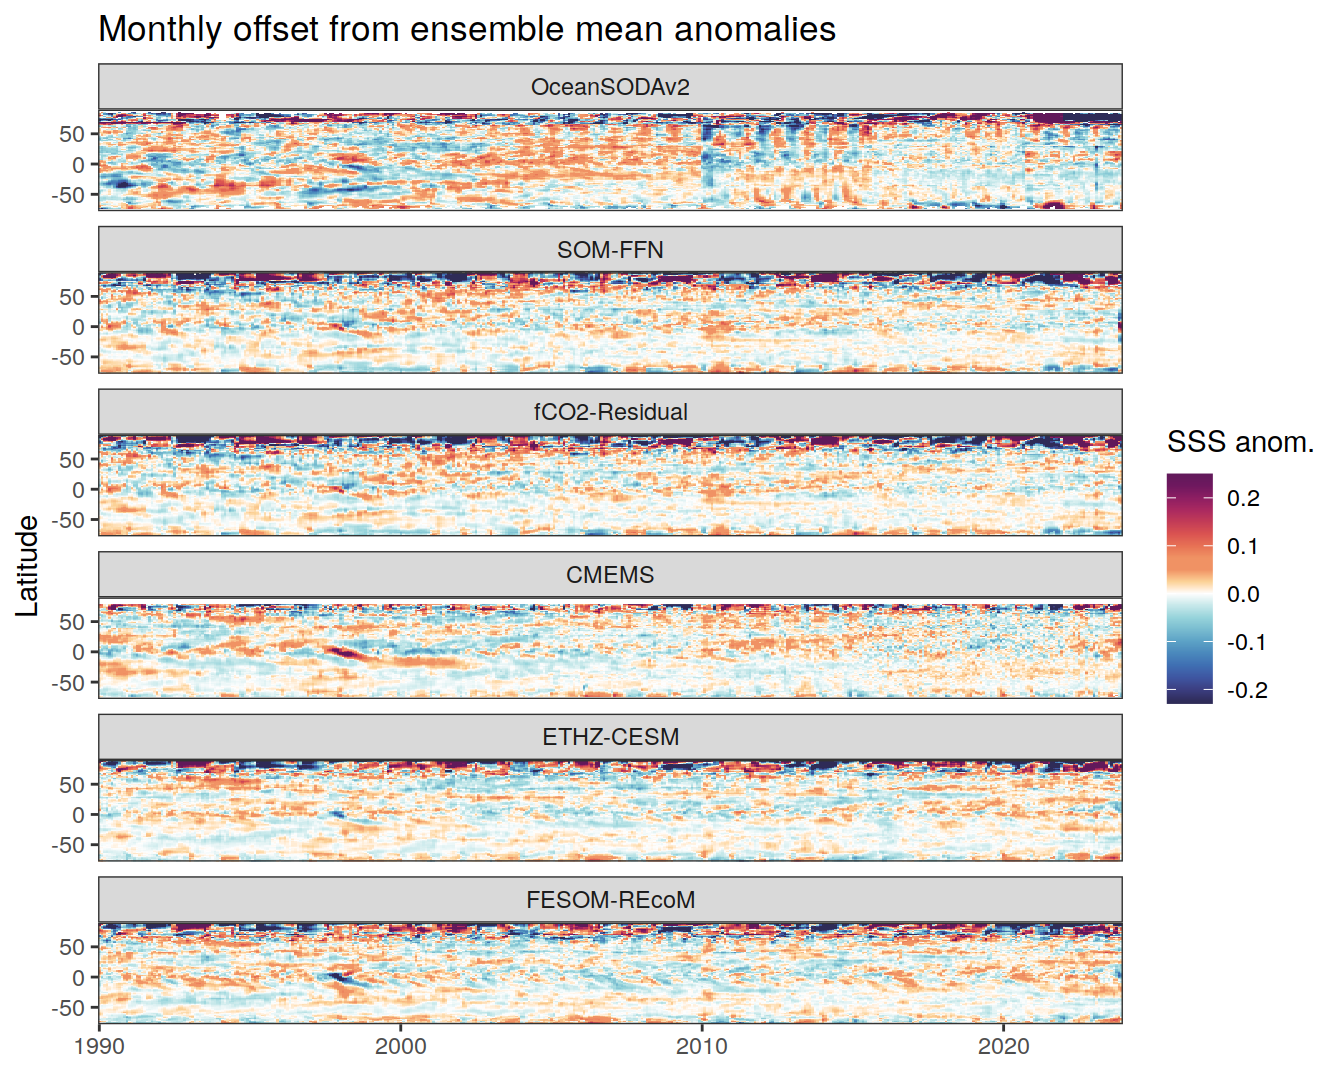 Monthly offset from ensemble mean anomalies
OceanSODAv2
50
0
-50
SOM-FFN
50
0
-50
fCO2-Residual
50
0
-50
CMEMS
50
0
-50
ETHZ-CESM
50
0
-50
FESOM-REcoM
50
0
-50
1990 2000 2010 2020
Latitude
SSS anom.
0.2
0.1
0.0
-0.1
-0.2